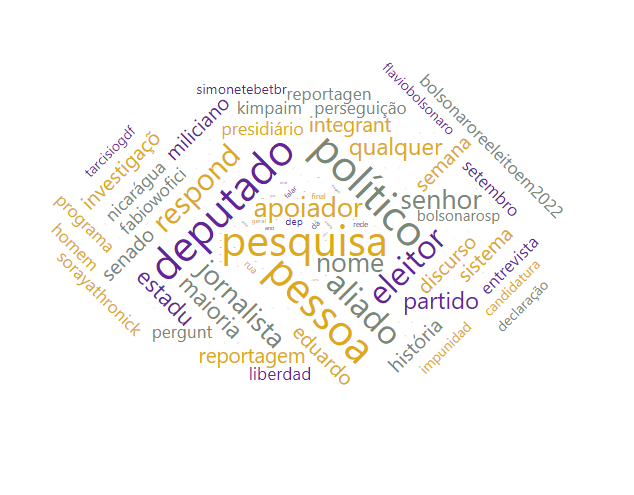 simonetebetbr
reportagen
flaviobolsonaro
bolsonaroreeleitoem2022
kimpaim
perseguição
miliciano
presidiário
integrant
tarcisiogdf
investigaçõ
qualquer
semana
setembro
nicarágua
fabiowofici
respond
deputado
político
senhor
bolsonarosp
apoiador
falar
final
geral
ano
dep
rede
programa
homem
sorayathronick
senado
pesquisa
eleitor
discurso
sistema
entrevista
candidatura
declaração
estadu
maioria
jornalista
rua
pessoa
nome
aliado
partido
história
impunidad
pergunt
reportagem
eduardo
liberdad